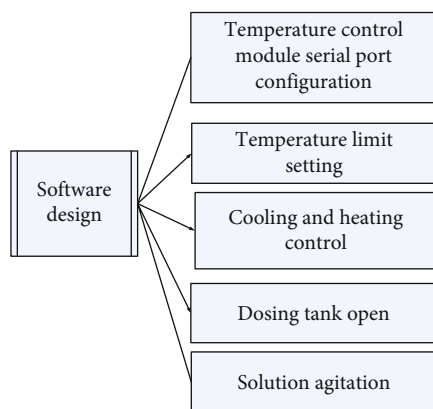 Software
design
Temperature control
module serial port
configuration
Temperature limit
setting
Cooling and heating
control
Dosing tank open
Solution agitation